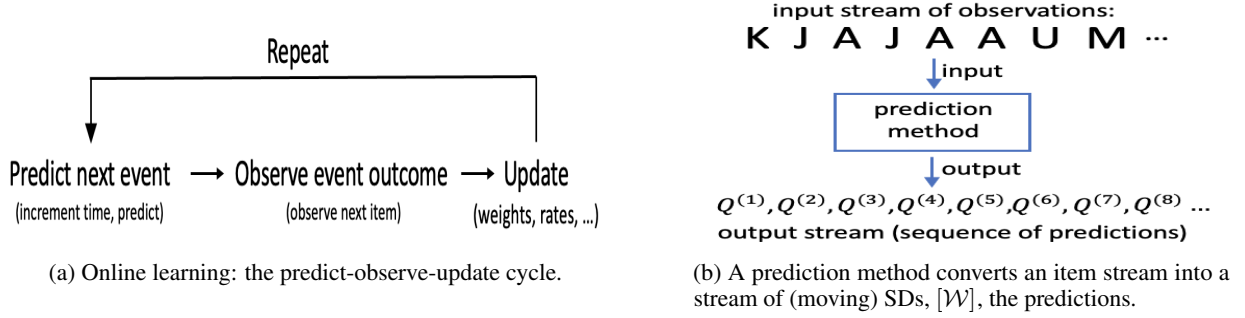 Repeat
Predict next event
Observe event outcome
Update
(increment time, predict)
(observe next item)
(weights, rates, ...)
(a) Online learning: the predict-observe-update cycle.
input stream of observations:
K J A J A A U M ...
input
prediction
method
output
Q⁽¹⁾, Q⁽²⁾, Q⁽³⁾, Q⁽⁴⁾, Q⁽⁵⁾, Q⁽⁶⁾, Q⁽⁷⁾, Q⁽⁸⁾ ...
output stream (sequence of predictions)
(b) A prediction method converts an item stream into a
stream of (moving) SDs, [𝒲], the predictions.